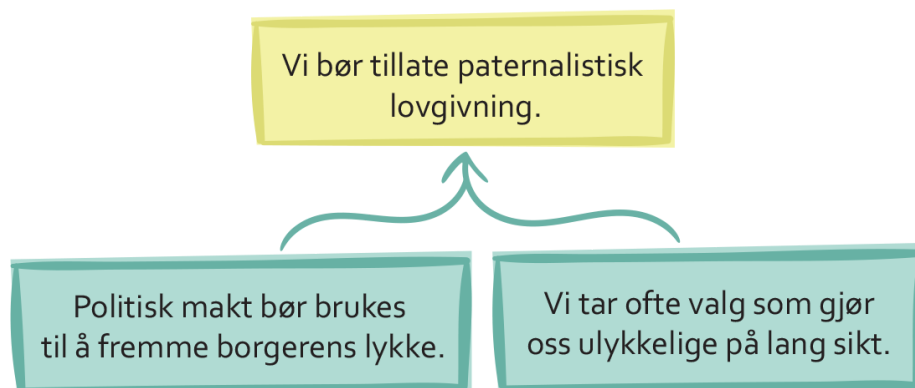 Vi bør tillate paternalistisk
lovgivning.
Politisk makt bør brukes
til å fremme borgerens lykke.
Vi tar ofte valg som gjør
oss ulykkelige på lang sikt.